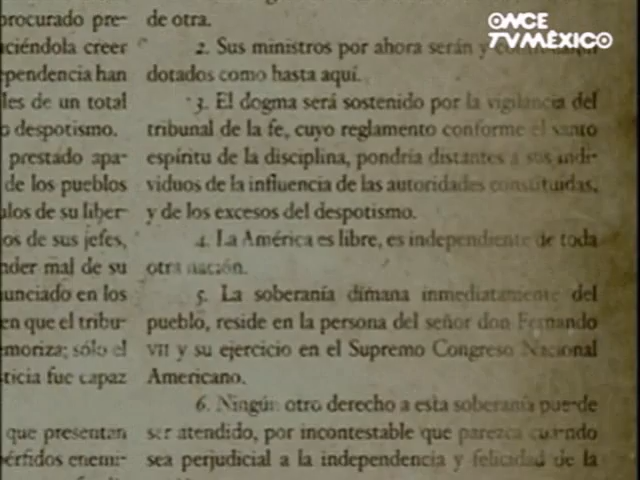 ONCE
TV MÉXICO
procurado pre-
aciéndola creer
ependencia han
les de un total
o despotismo.
prestado apa-
de los pueblos
alos de su liber-
os de sus jefes,
nder mal de su
nunciado en los
en que el tribu-
emoriza; sólo el
ticia fue capaz
que presentan
pérfidos enemi-
de otra.
2. Sus ministros por ahora serán y
dotados como hasta aquí.
3. El dogma será sostenido por la vigilancia del
tribunal de la fe, cuyo reglamento conforme el santo
espíritu de la disciplina, pondría distantes a sus indi-
viduos de la influencia de las autoridades constituidas,
y de los excesos del despotismo.
4. La América es libre, es independiente de toda
otra nación.
5. La soberanía dimana inmediatamente del
pueblo, reside en la persona del señor don Fernando
VII y su ejercicio en el Supremo Congreso Nacional
Americano.
6. Ningún otro derecho a esta soberanía puede
ser atendido, por incontestable que parezca cuando
sea perjudicial a la independencia y felicidad de la